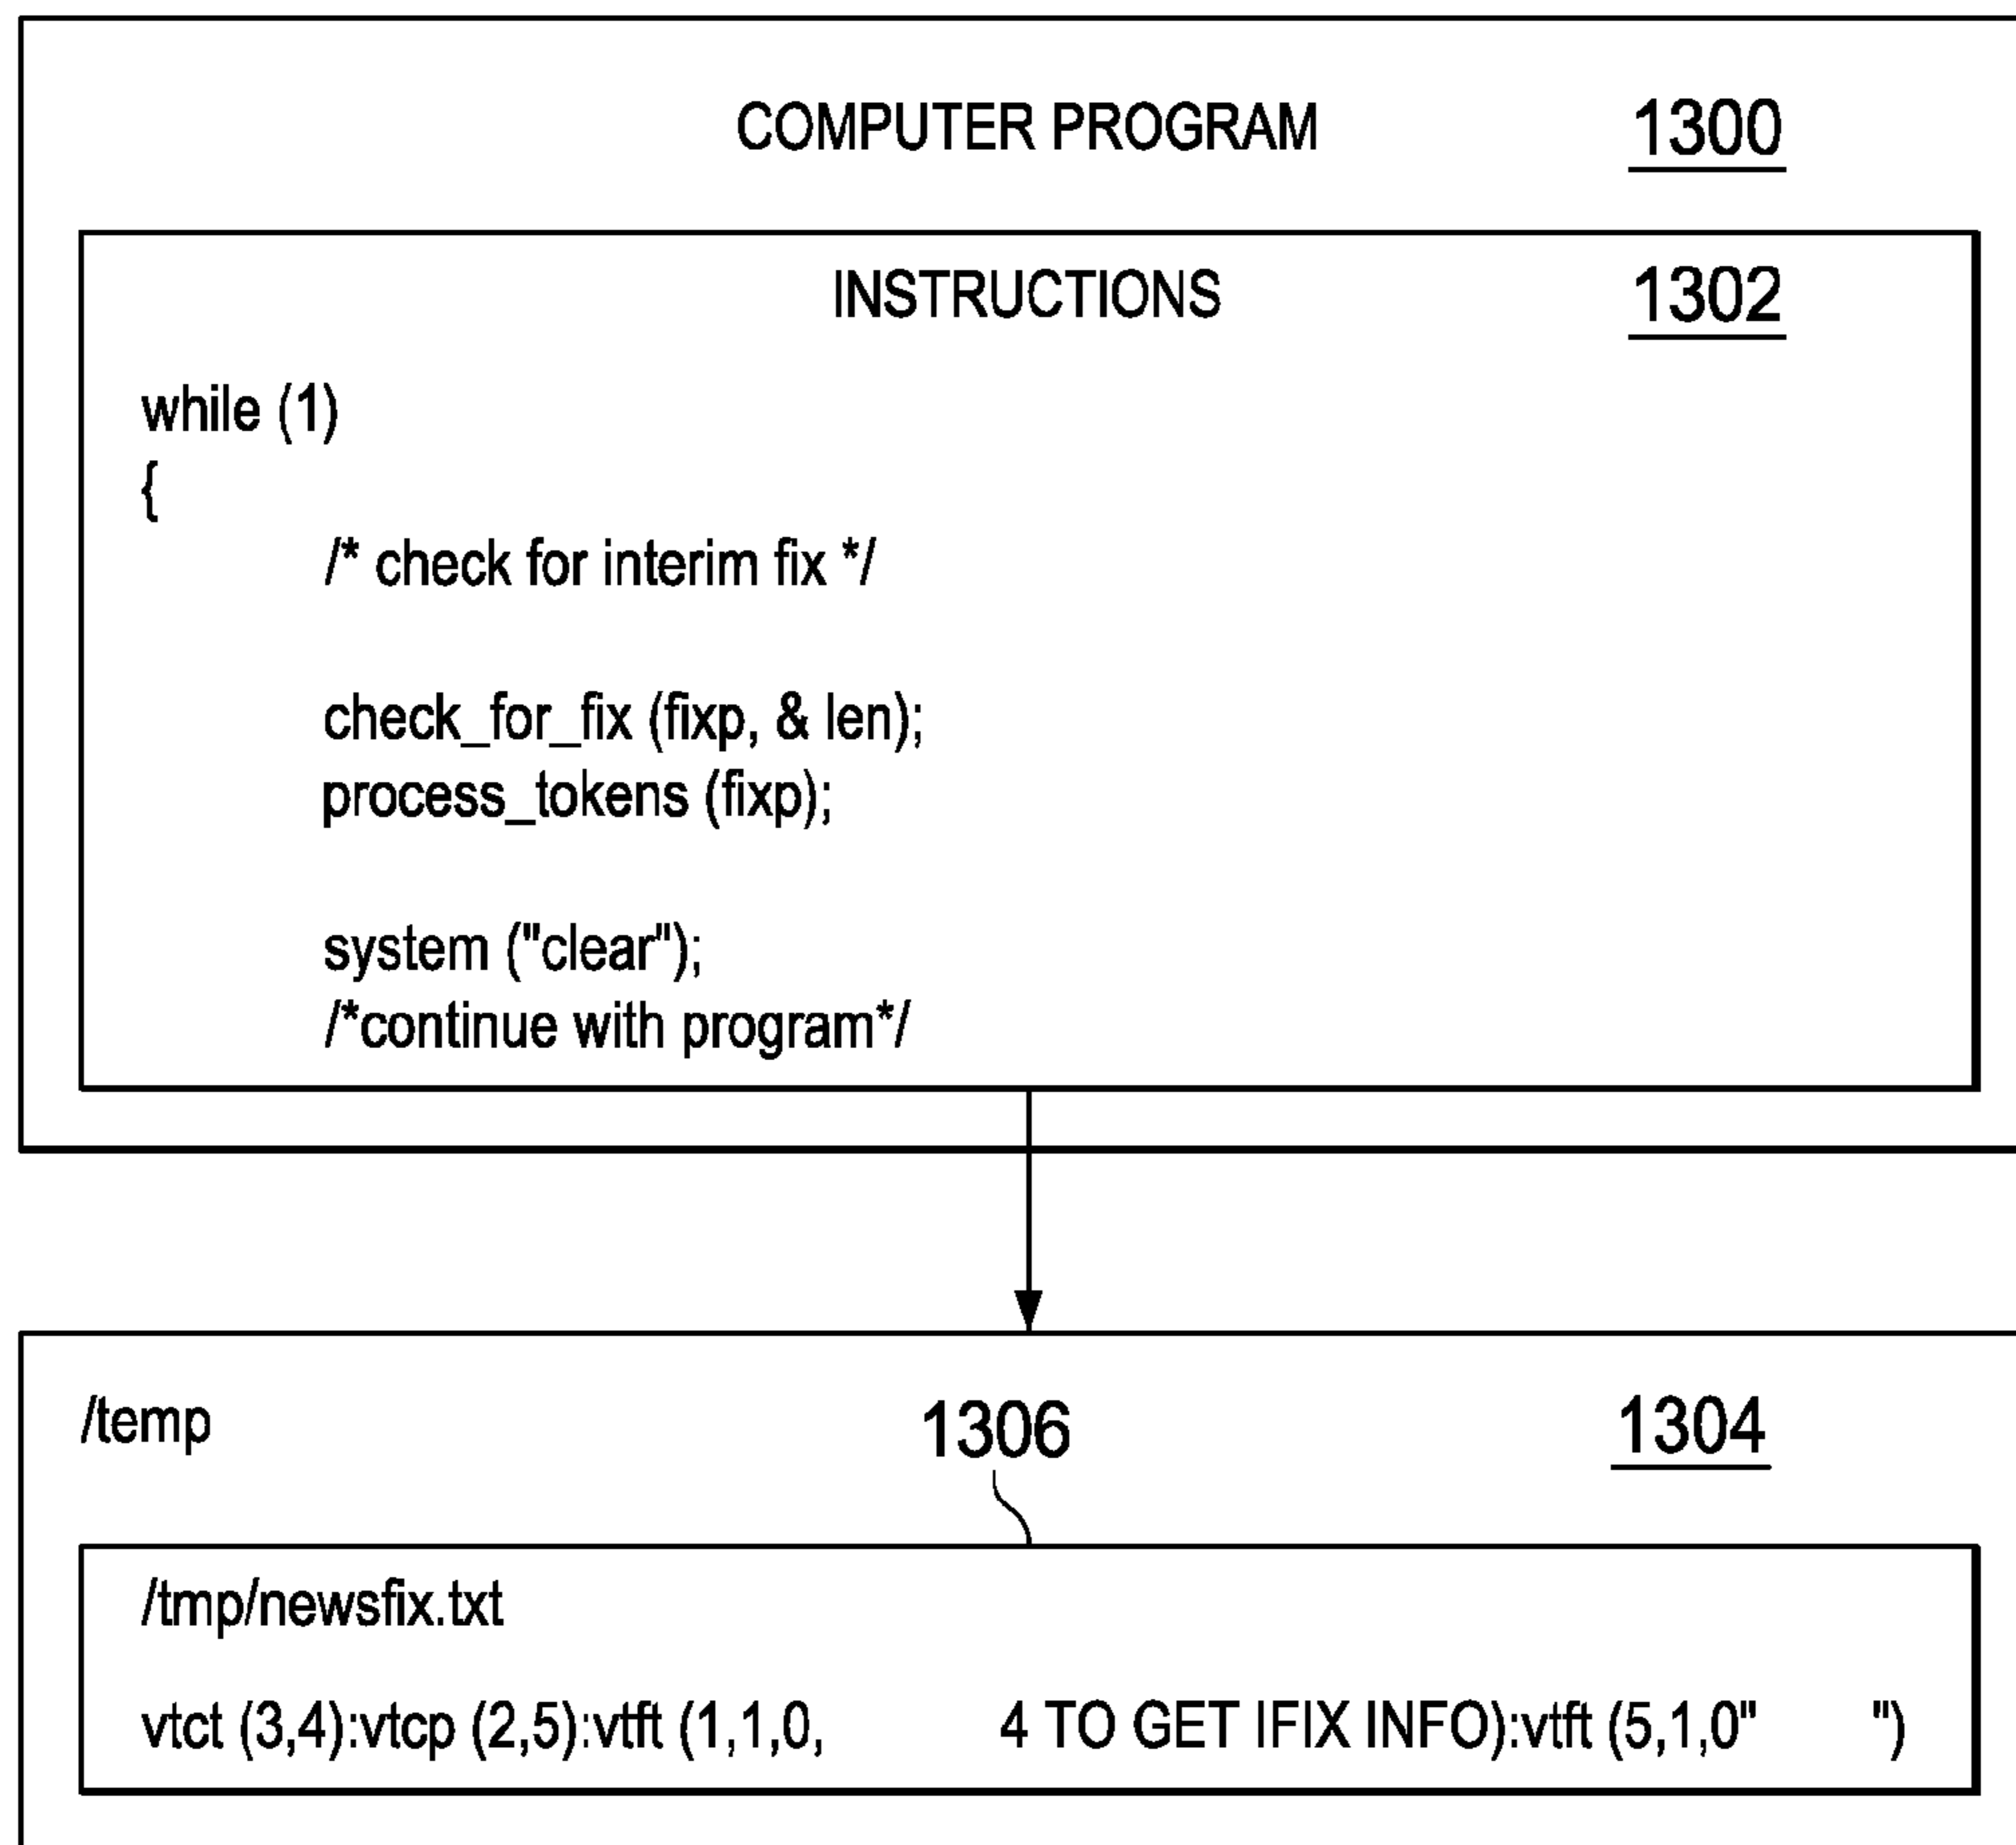 COMPUTER PROGRAM 1300
INSTRUCTIONS 1302
while (1)
{
/* check for interim fix */
check_for_fix (fixp, & len);
process_tokens (fixp);
system ("clear");
/*continue with program*/
/temp 1306 1304
/tmp/newsfix.txt
vtct (3,4):vtcp (2,5):vtft (1,1,0, 4 TO GET IFIX INFO):vtft (5,1,0" ")